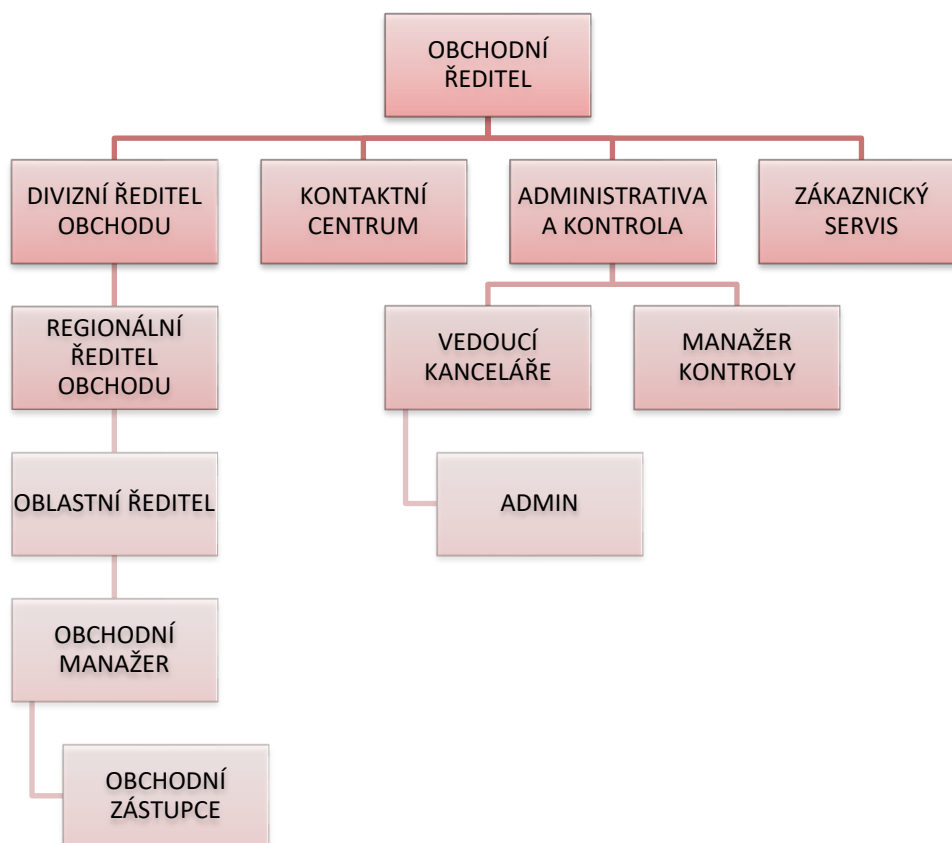 OBCHODNÍ
ŘEDITEL
DIVIZNÍ ŘEDITEL
OBCHODU
KONTAKTNÍ
CENTRUM
ADMINISTRATIVA
A KONTROLA
ZÁKAZNICKÝ
SERVIS
REGIONÁLNÍ
ŘEDITEL
OBCHODU
VEDOUCÍ
KANCELÁŘE
MANAŽER
KONTROLY
OBLASTNÍ ŘEDITEL
ADMIN
OBCHODNÍ
MANAŽER
OBCHODNÍ
ZÁSTUPCE